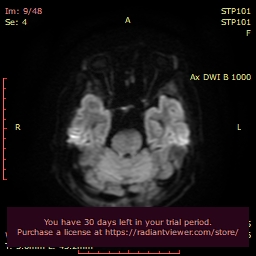 Im: 9/48
Se: 4
A
STP101
STP101
F
Ax DWI B 1000
R
L
You have 30 days left in your trial period.
Purchase a license at https://radiantviewer.com/store/